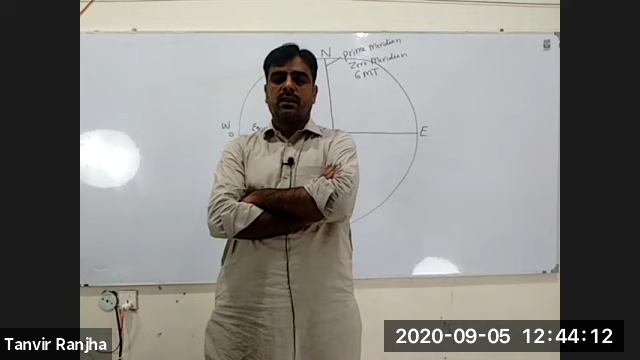 N
Prime Meridian
Zero Meridian
GMT
W
E
Tanvir Ranjha
2020-09-05 12:44:12